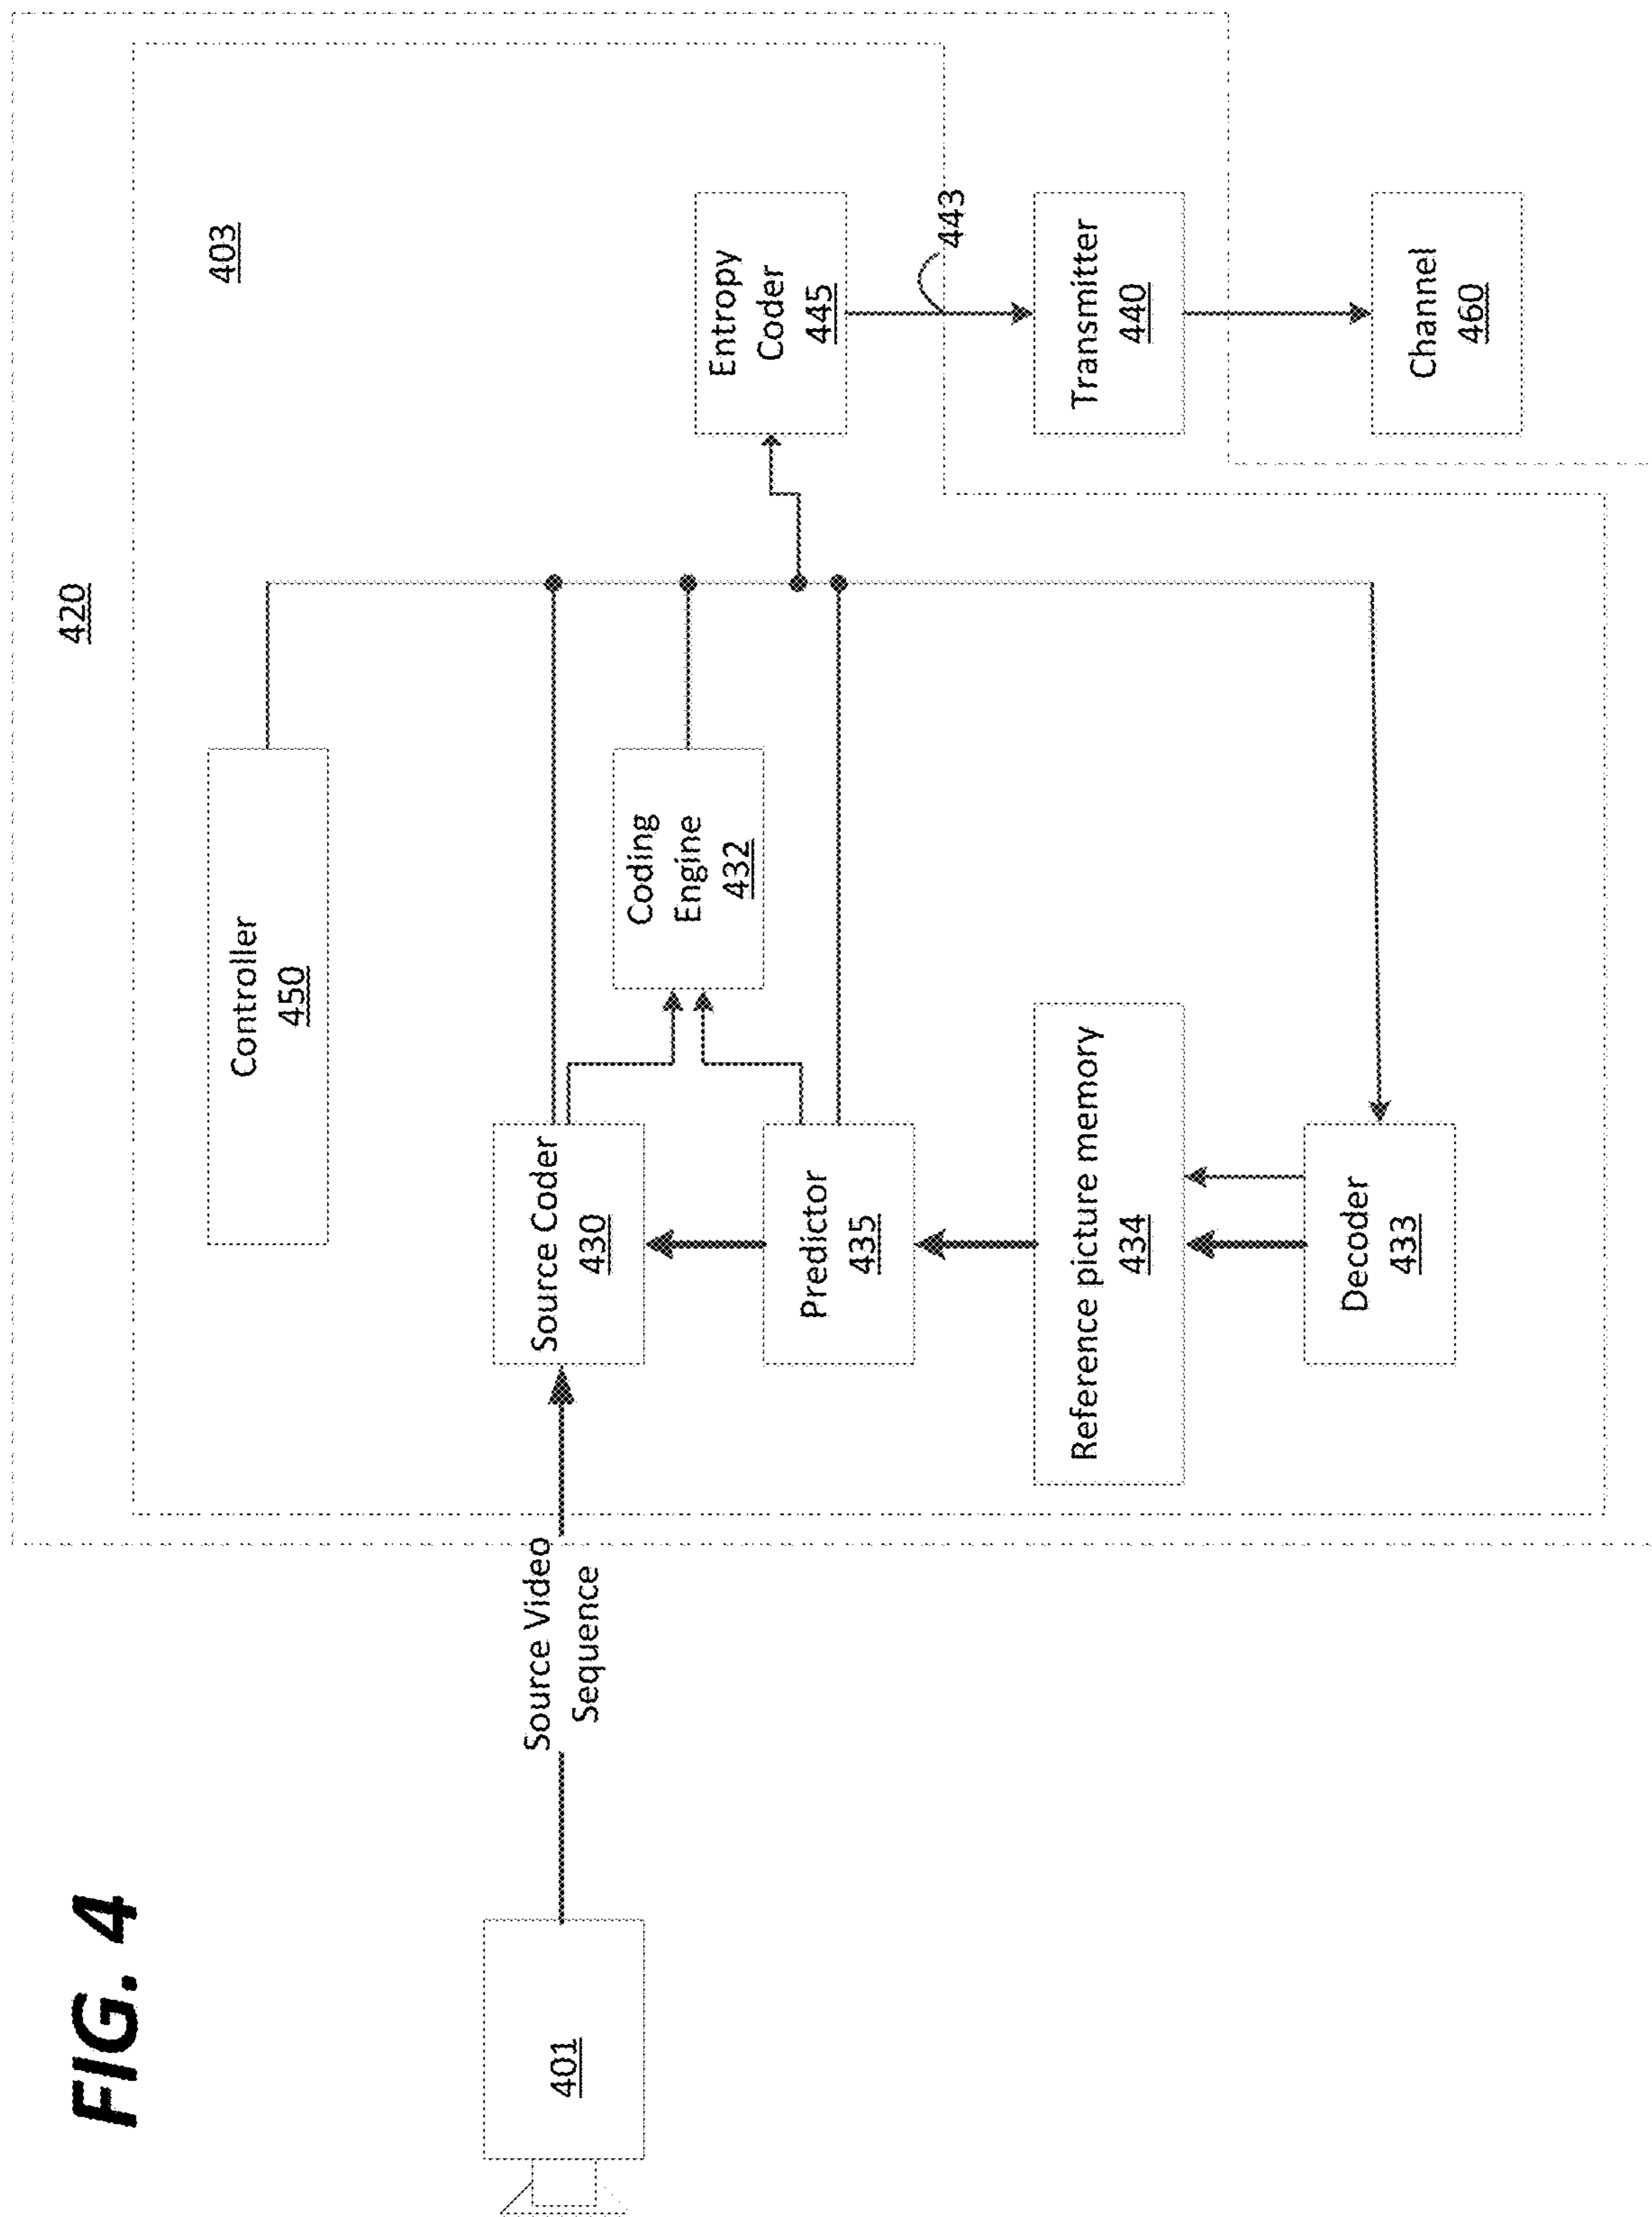 FIG. 4
420
403
Controller
450
Source Video
Sequence
401
Source Coder
430
Coding
Engine
432
Entropy
Coder
445
443
Predictor
435
Reference picture memory
434
Transmitter
440
Decoder
433
Channel
460